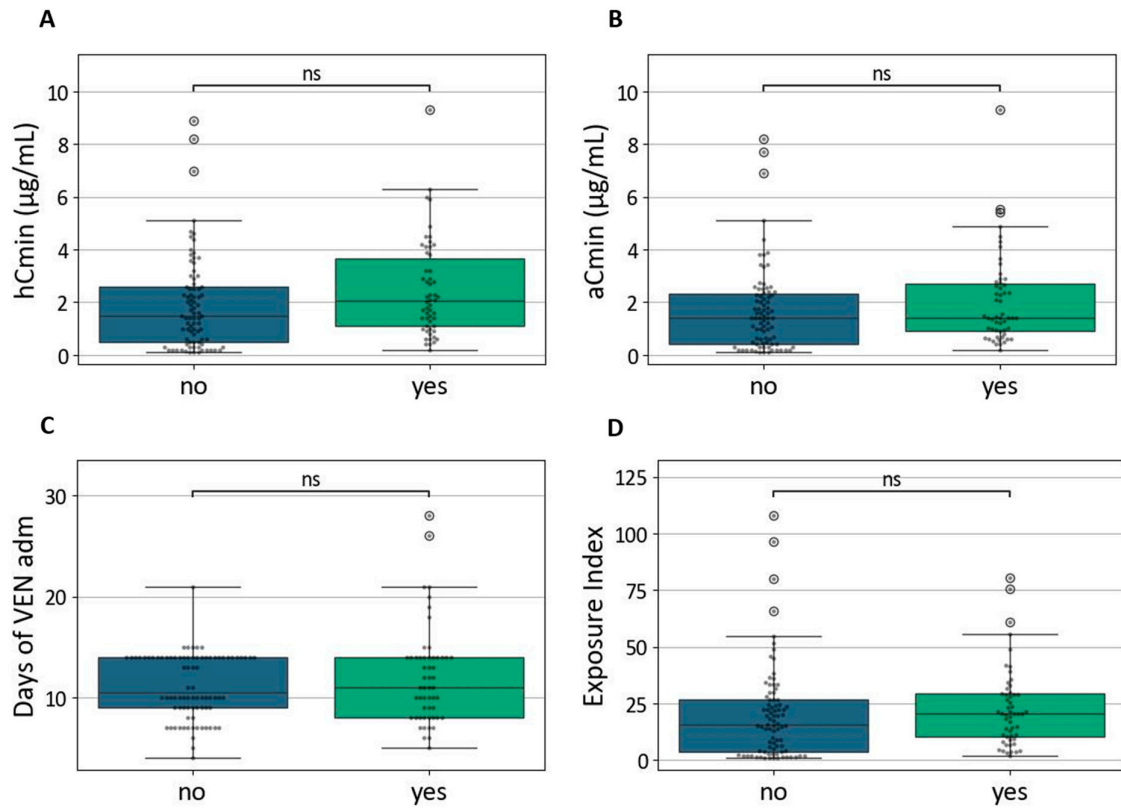 A
hCmin (µg/mL)
10
8
6
4
2
0
ns
no
yes
B
aCmin (µg/mL)
10
8
6
4
2
0
ns
no
yes
C
Days of VEN adm
30
20
10
ns
no
yes
D
Exposure Index
125
100
75
50
25
0
ns
no
yes